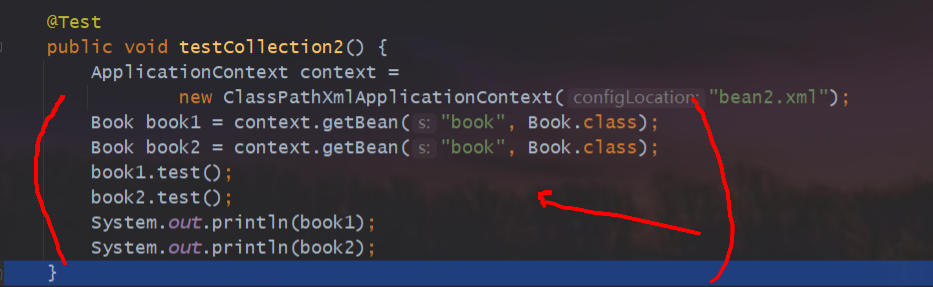 @Test
public void testCollection2() {
ApplicationContext context =
new ClassPathXmlApplicationContext( configLocation: "bean2.xml");
Book book1 = context.getBean( s: "book", Book.class);
Book book2 = context.getBean( s: "book", Book.class);
book1.test();
book2.test();
System.out.println(book1);
System.out.println(book2);
}